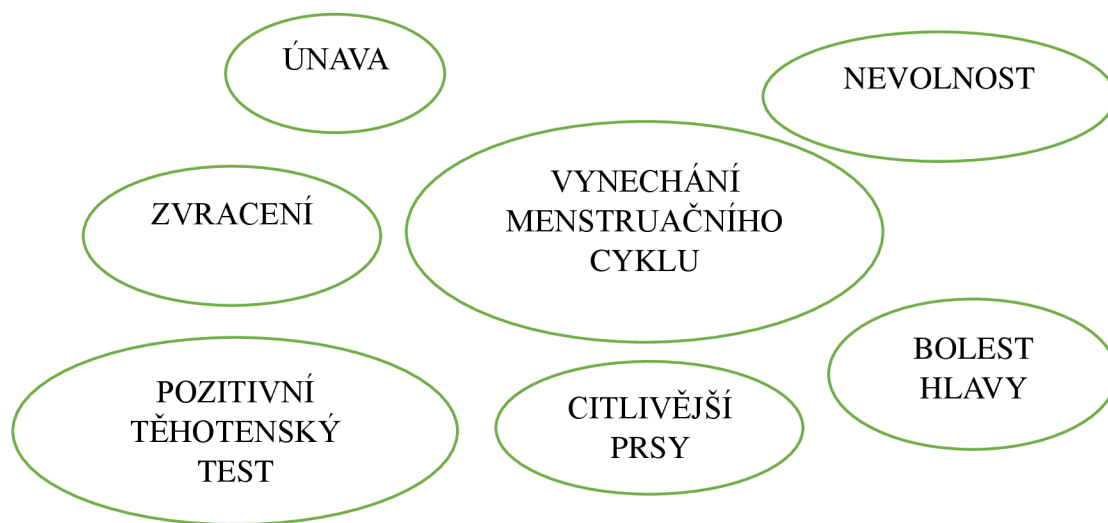 ÚNAVA
NEVOLNOST
ZVRACENÍ
VYNECHÁNÍ
MENSTRUAČNÍHO
CYKLU
BOLEST
HLAVY
POZITIVNÍ
TĚHOTENSKÝ
TEST
CITLIVĚJŠÍ
PRSY